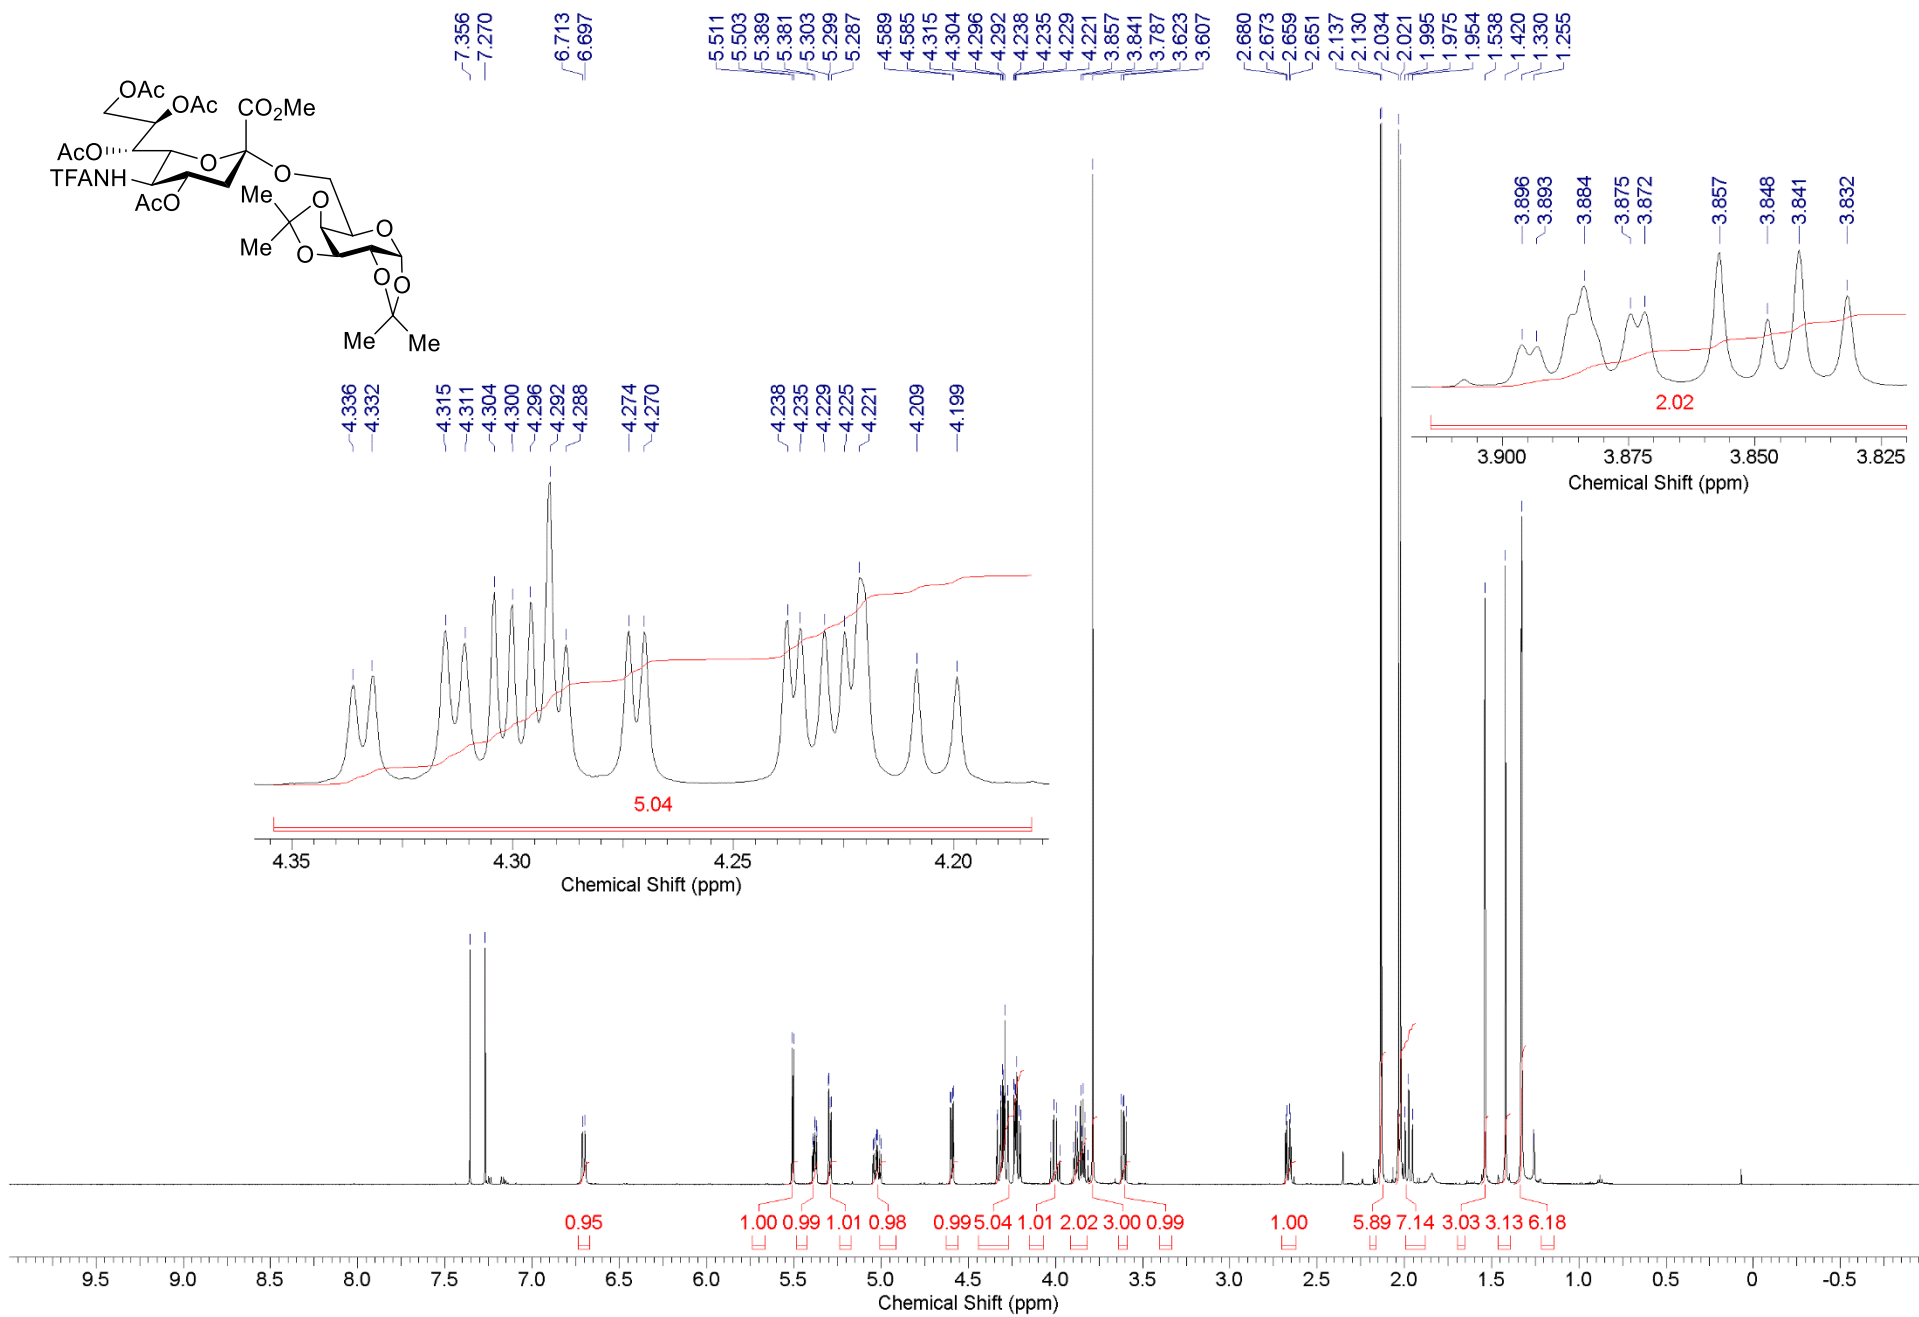 7.356
7.270
6.713
6.697
5.511
5.503
5.389
5.381
5.303
5.299
5.287
4.589
4.585
4.315
4.304
4.296
4.292
4.238
4.235
4.229
4.221
3.857
3.841
3.787
3.623
3.607
2.680
2.673
2.659
2.651
2.137
2.130
2.034
2.021
1.995
1.975
1.954
1.538
1.420
1.330
1.255
OAc
OAc
CO2Me
AcO
O
O
TFANH
AcO
Me
O
O
Me
O
O
O
Me
Me
3.896
3.893
3.884
3.875
3.872
3.857
3.848
3.841
3.832
2.02
3.900 3.875 3.850 3.825
Chemical Shift (ppm)
4.336
4.332
4.315
4.311
4.304
4.300
4.296
4.292
4.288
4.274
4.270
4.238
4.235
4.229
4.225
4.221
4.209
4.199
5.04
4.35 4.30 4.25 4.20
Chemical Shift (ppm)
0.95 1.00 0.99 1.01 0.98 0.99 5.04 1.01 2.02 3.00 0.99 1.00 5.89 7.14 3.03 3.13 6.18
9.5 9.0 8.5 8.0 7.5 7.0 6.5 6.0 5.5 5.0 4.5 4.0 3.5 3.0 2.5 2.0 1.5 1.0 0.5 0 -0.5
Chemical Shift (ppm)